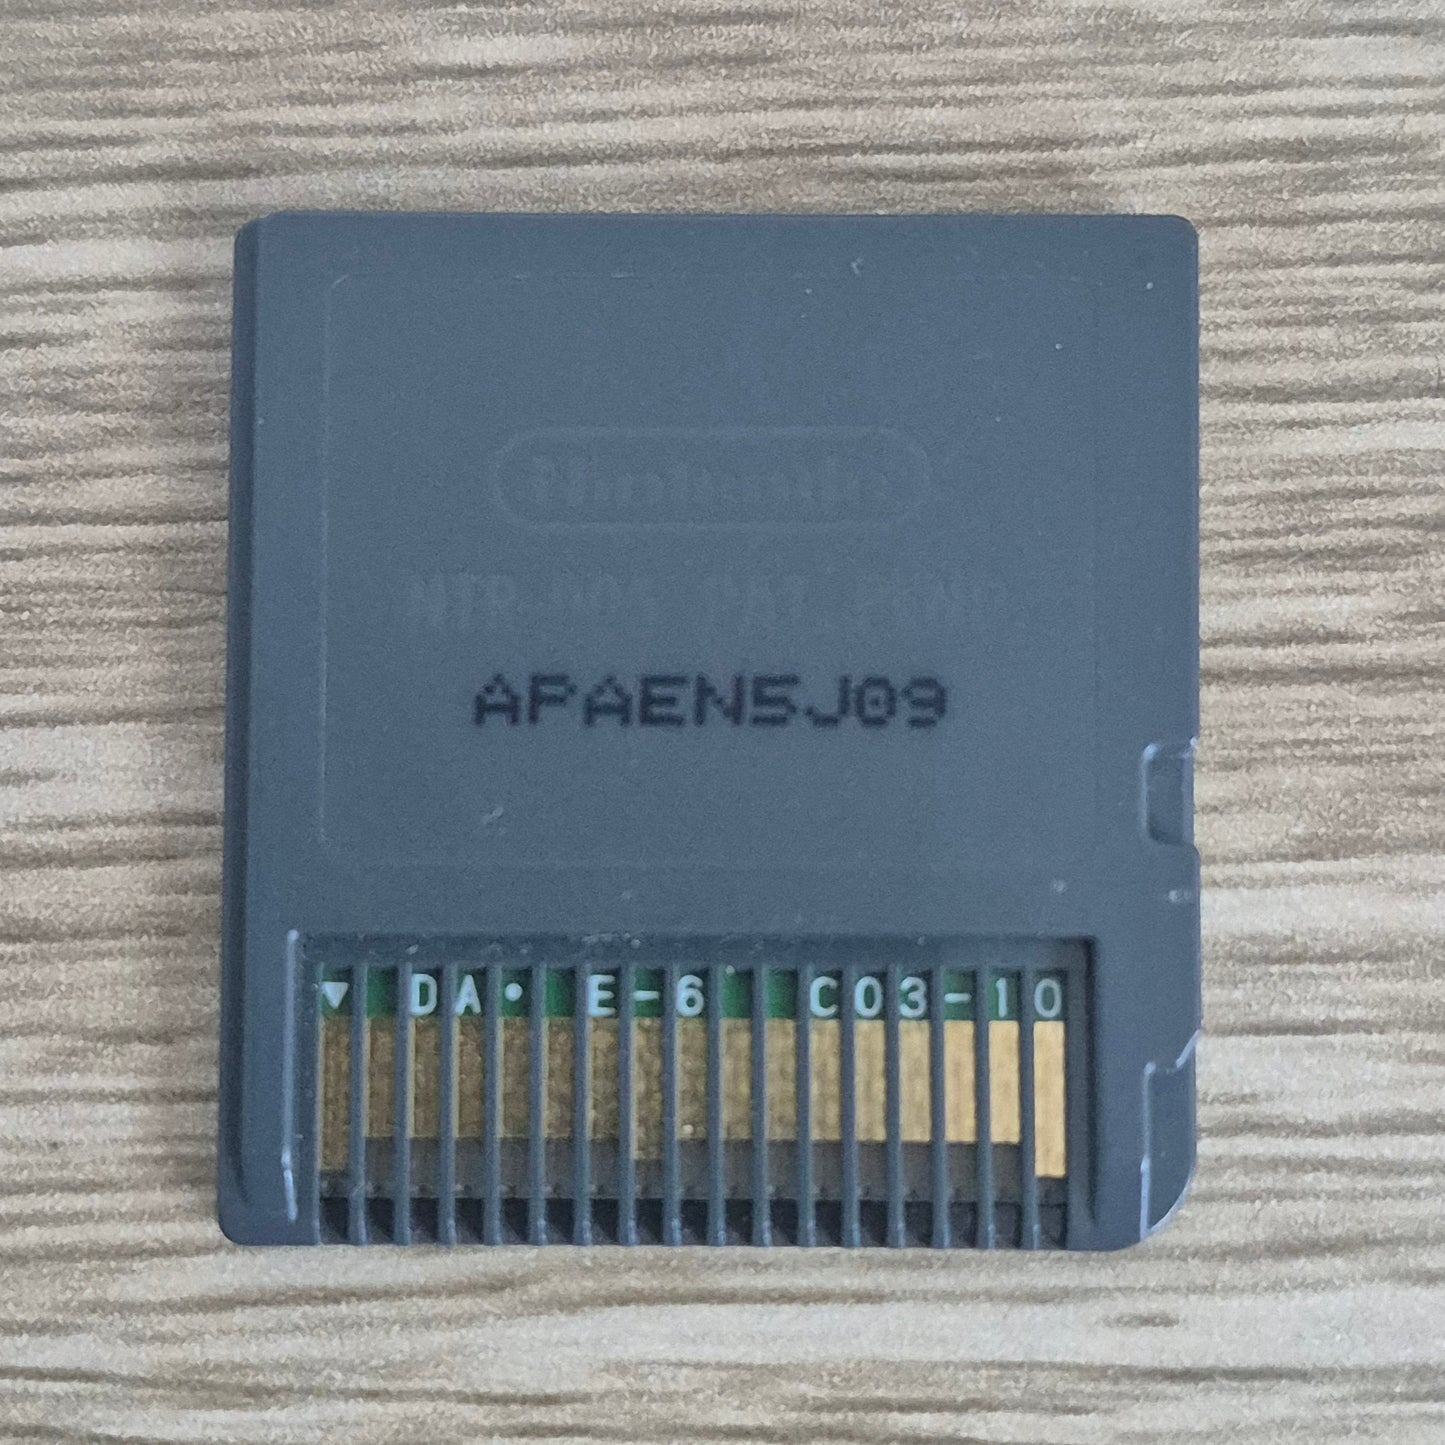 Nintendo
APAEN5J09
DA• E-6 C03-10